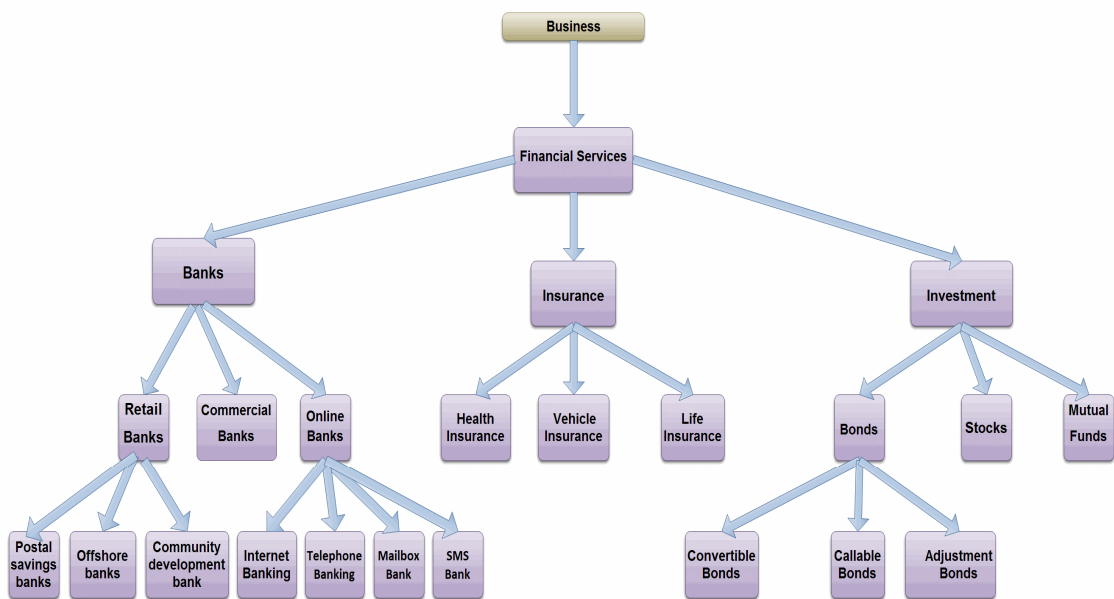 Business
Financial Services
Banks
Insurance
Investment
Retail
Banks
Commercial
Banks
Online
Banks
Health
Insurance
Vehicle
Insurance
Life
Insurance
Bonds
Stocks
Mutual
Funds
Postal
savings
banks
Offshore
banks
Community
development
bank
Internet
Banking
Telephone
Banking
Mailbox
Bank
SMS
Bank
Convertible
Bonds
Callable
Bonds
Adjustment
Bonds